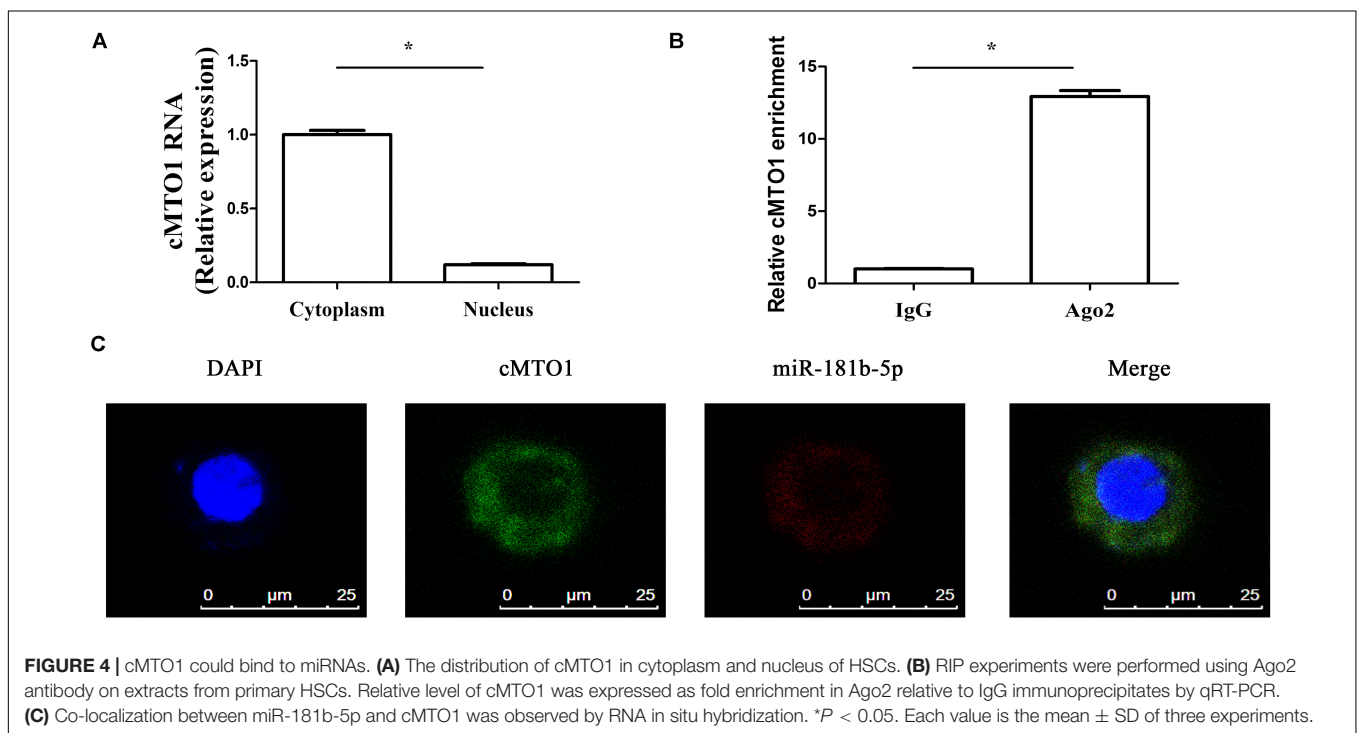 A
B
cMTO1 RNA
(Relative expression)
1.5
1.0
0.5
0.0
*
Cytoplasm Nucleus
Relative cMTO1 enrichment
15
10
5
0
*
IgG Ago2
C
DAPI cMTO1 miR-181b-5p Merge
0 µm 25 0 µm 25 0 µm 25 0 µm 25
FIGURE 4 | cMTO1 could bind to miRNAs. (A) The distribution of cMTO1 in cytoplasm and nucleus of HSCs. (B) RIP experiments were performed using Ago2
antibody on extracts from primary HSCs. Relative level of cMTO1 was expressed as fold enrichment in Ago2 relative to IgG immunoprecipitates by qRT-PCR.
(C) Co-localization between miR-181b-5p and cMTO1 was observed by RNA in situ hybridization. *P < 0.05. Each value is the mean ± SD of three experiments.